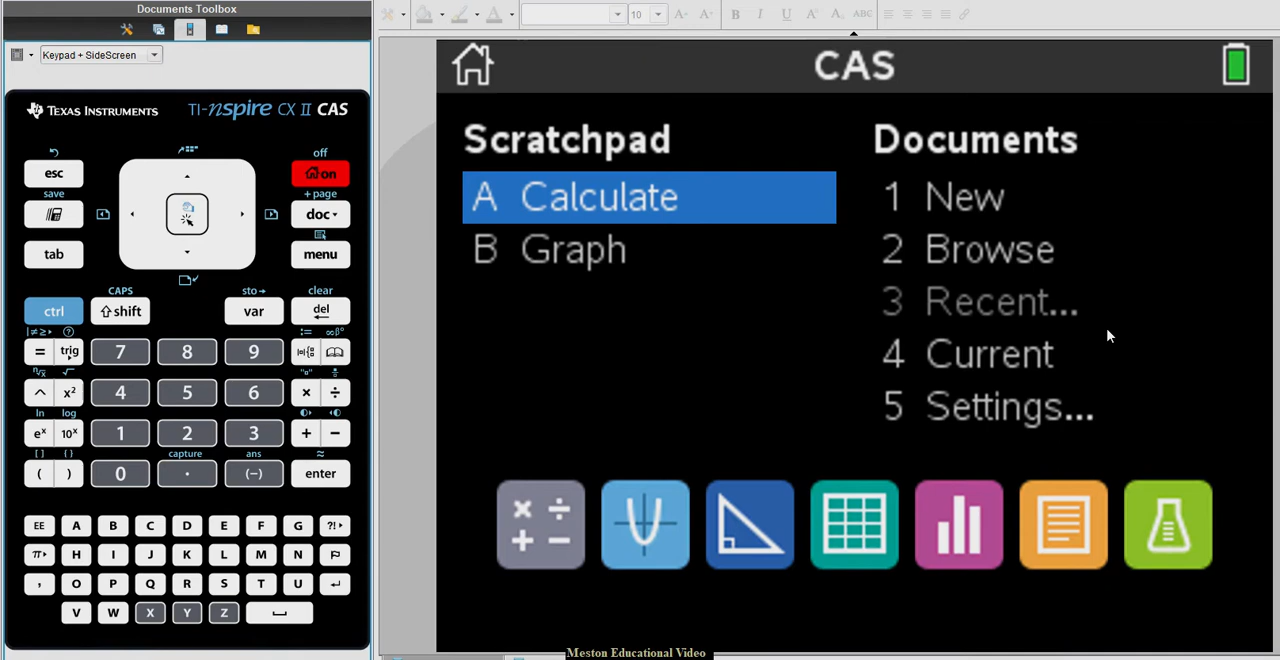 Documents Toolbox
Keypad + SideScreen
10
B I U A A ABC
TEXAS INSTRUMENTS TI-nspire CX II CAS
off
esc on
save + page
doc
tab menu
CAPS sto→ clear
ctrl shift var del
|≠≥▸ ? := ∞β°
= trig 7 8 9
ⁿ√x √ "□" ÷
^ x² 4 5 6 × ÷
ln log
eˣ 10ˣ 1 2 3 + −
[ ] { } capture ans ≈
( ) 0 . (−) enter
EE A B C D E F G ?!▸
π▸ H I J K L M N
, O P Q R S T U
V W X Y Z
CAS
Scratchpad
A Calculate
B Graph
Documents
1 New
2 Browse
3 Recent...
4 Current
5 Settings...
× ÷
+ −
Meston Educational Video